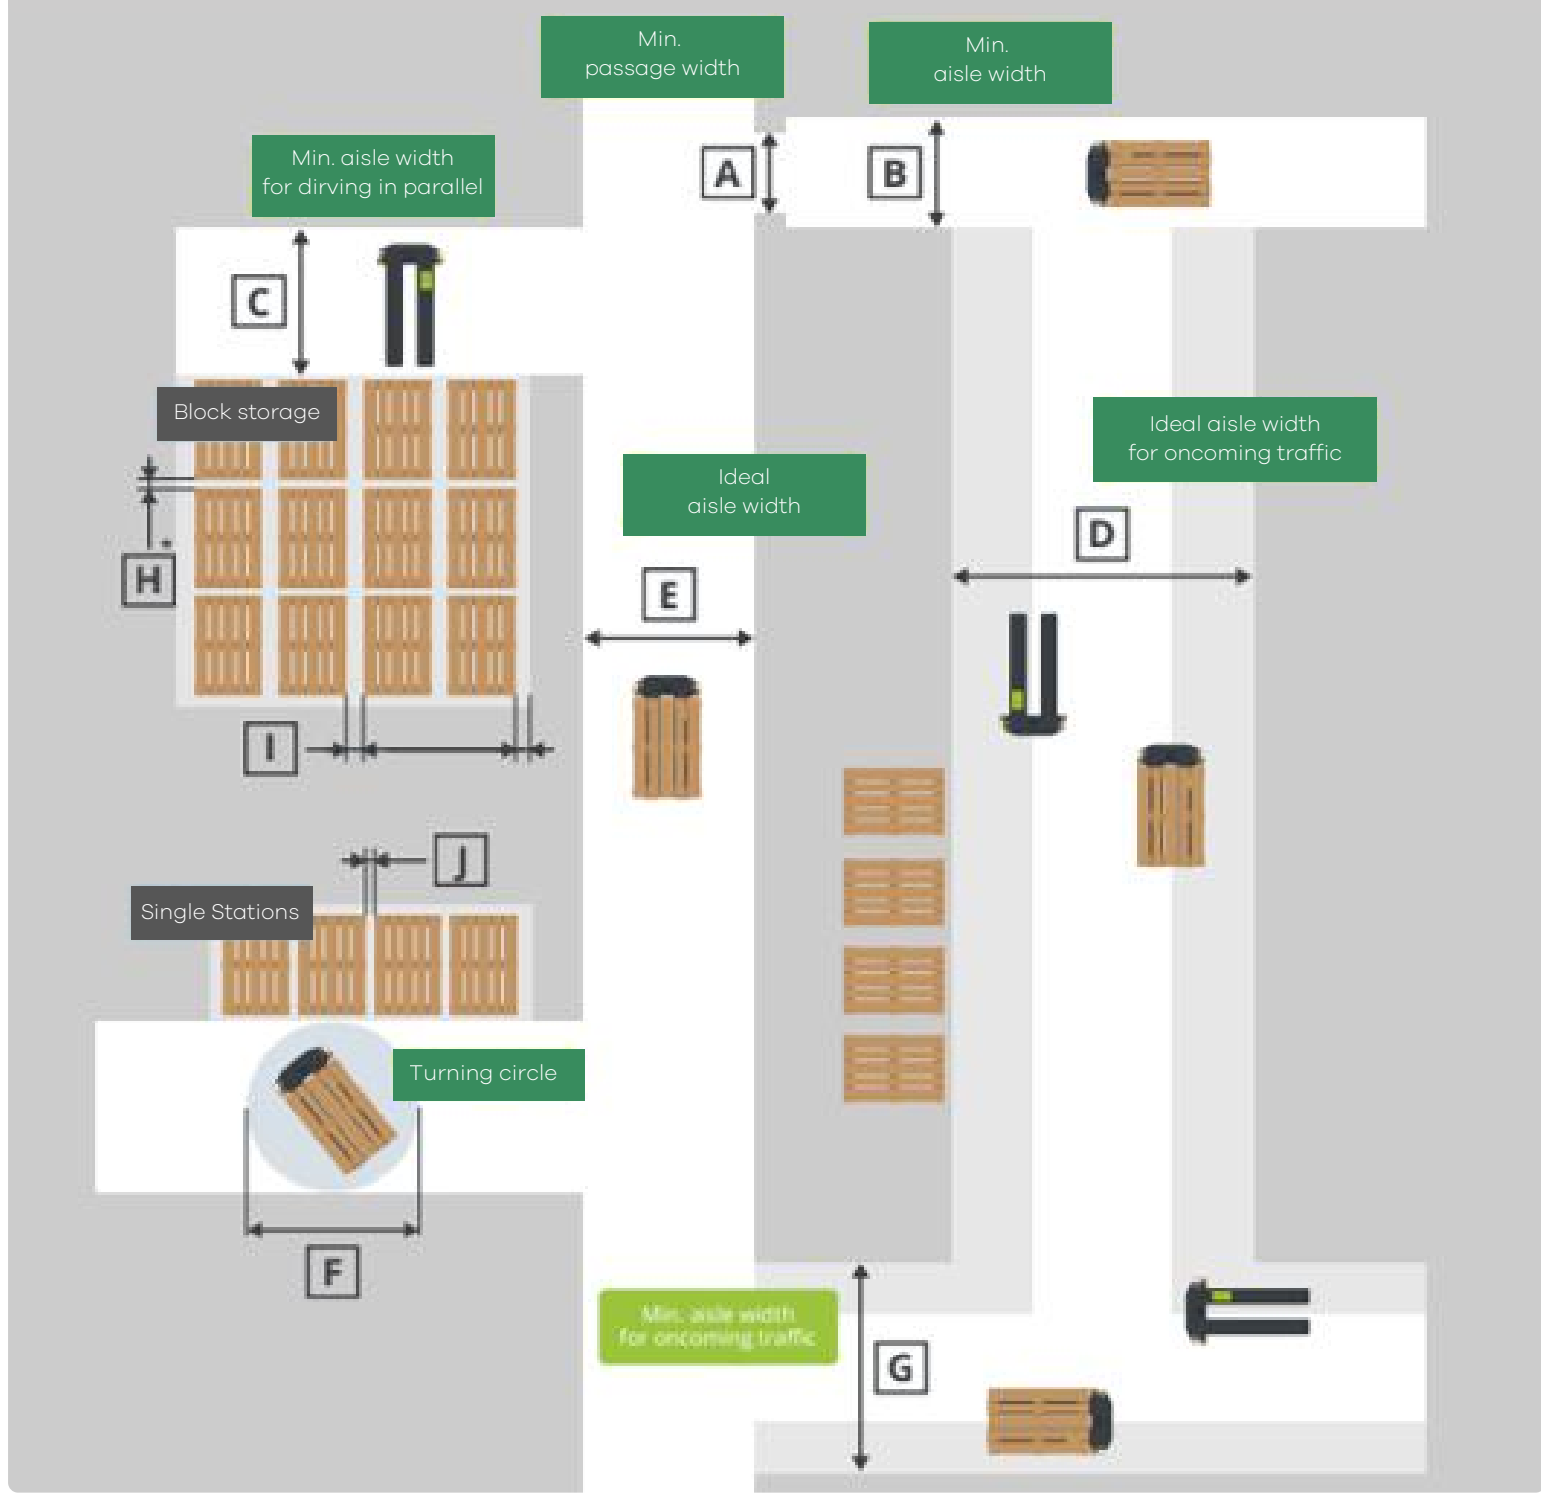 Min.
passage width
Min.
aisle width
Min. aisle width
for dirving in parallel
A
B
C
Block storage
Ideal aisle width
for oncoming traffic
Ideal
aisle width
D
*
H
E
I
J
Single Stations
Turning circle
F
Min. aisle width
for oncoming traffic
G